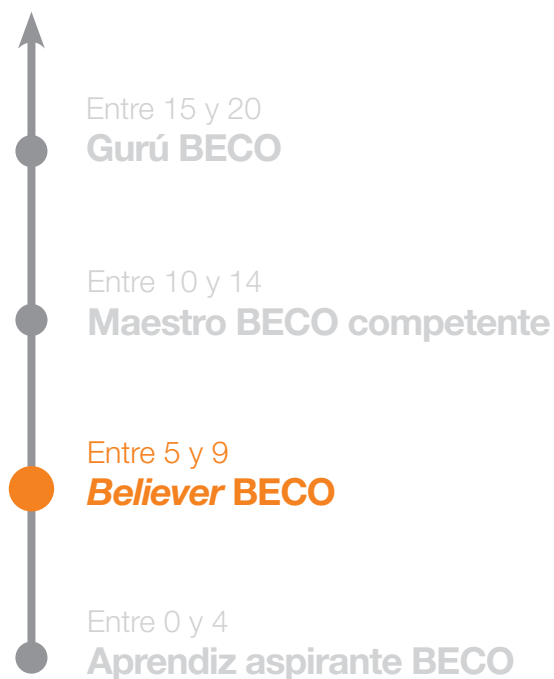 Entre 15 y 20
Gurú BECO
Entre 10 y 14
Maestro BECO competente
Entre 5 y 9
Believer BECO
Entre 0 y 4
Aprendiz aspirante BECO